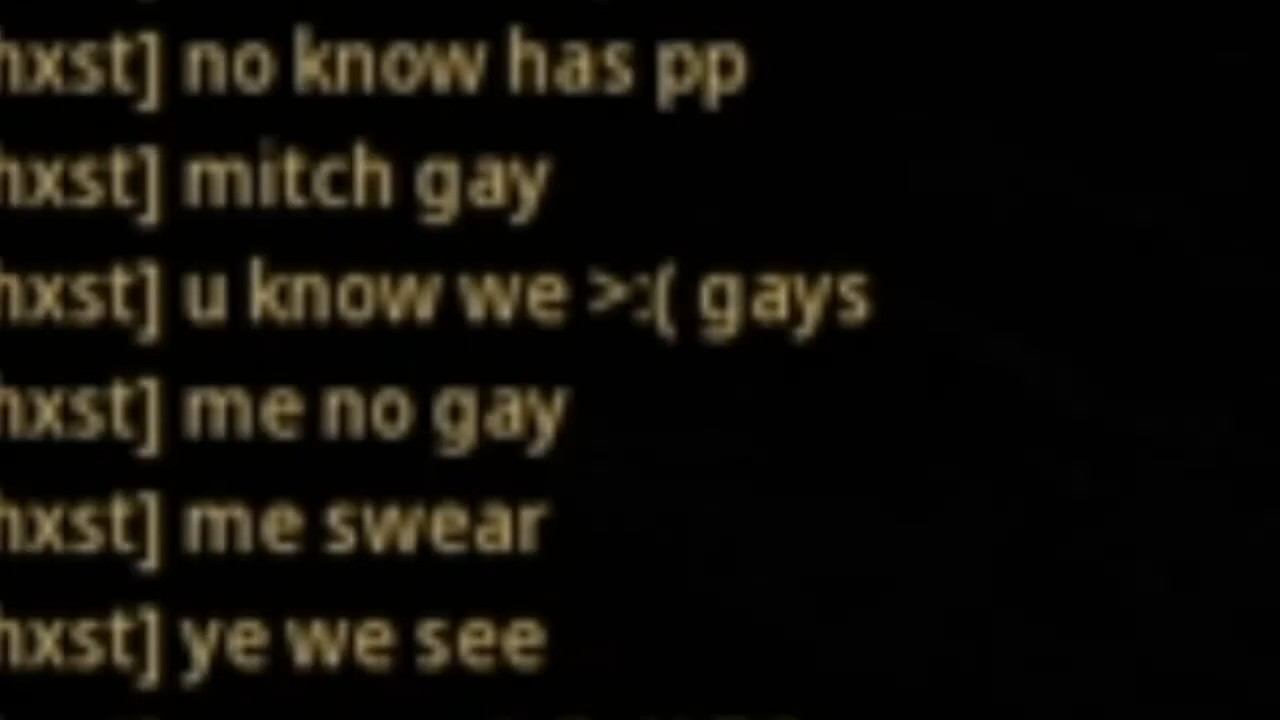 hxst] no know has pp
hxst] mitch gay
hxst] u know we >:( gays
hxst] me no gay
hxst] me swear
hxst] ye we see